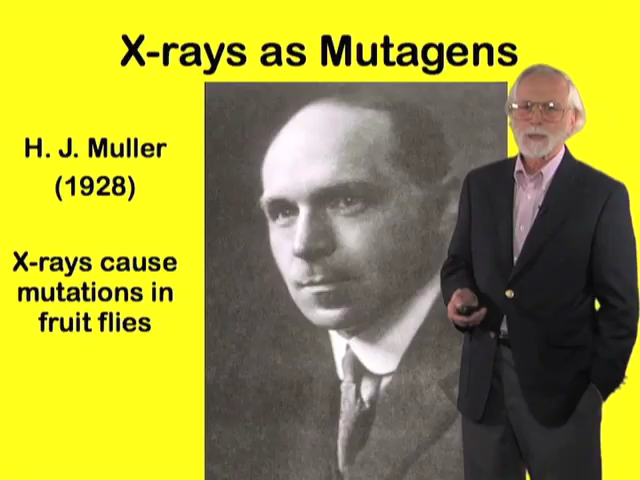 X-rays as Mutagens
H. J. Muller
(1928)
X-rays cause
mutations in
fruit flies